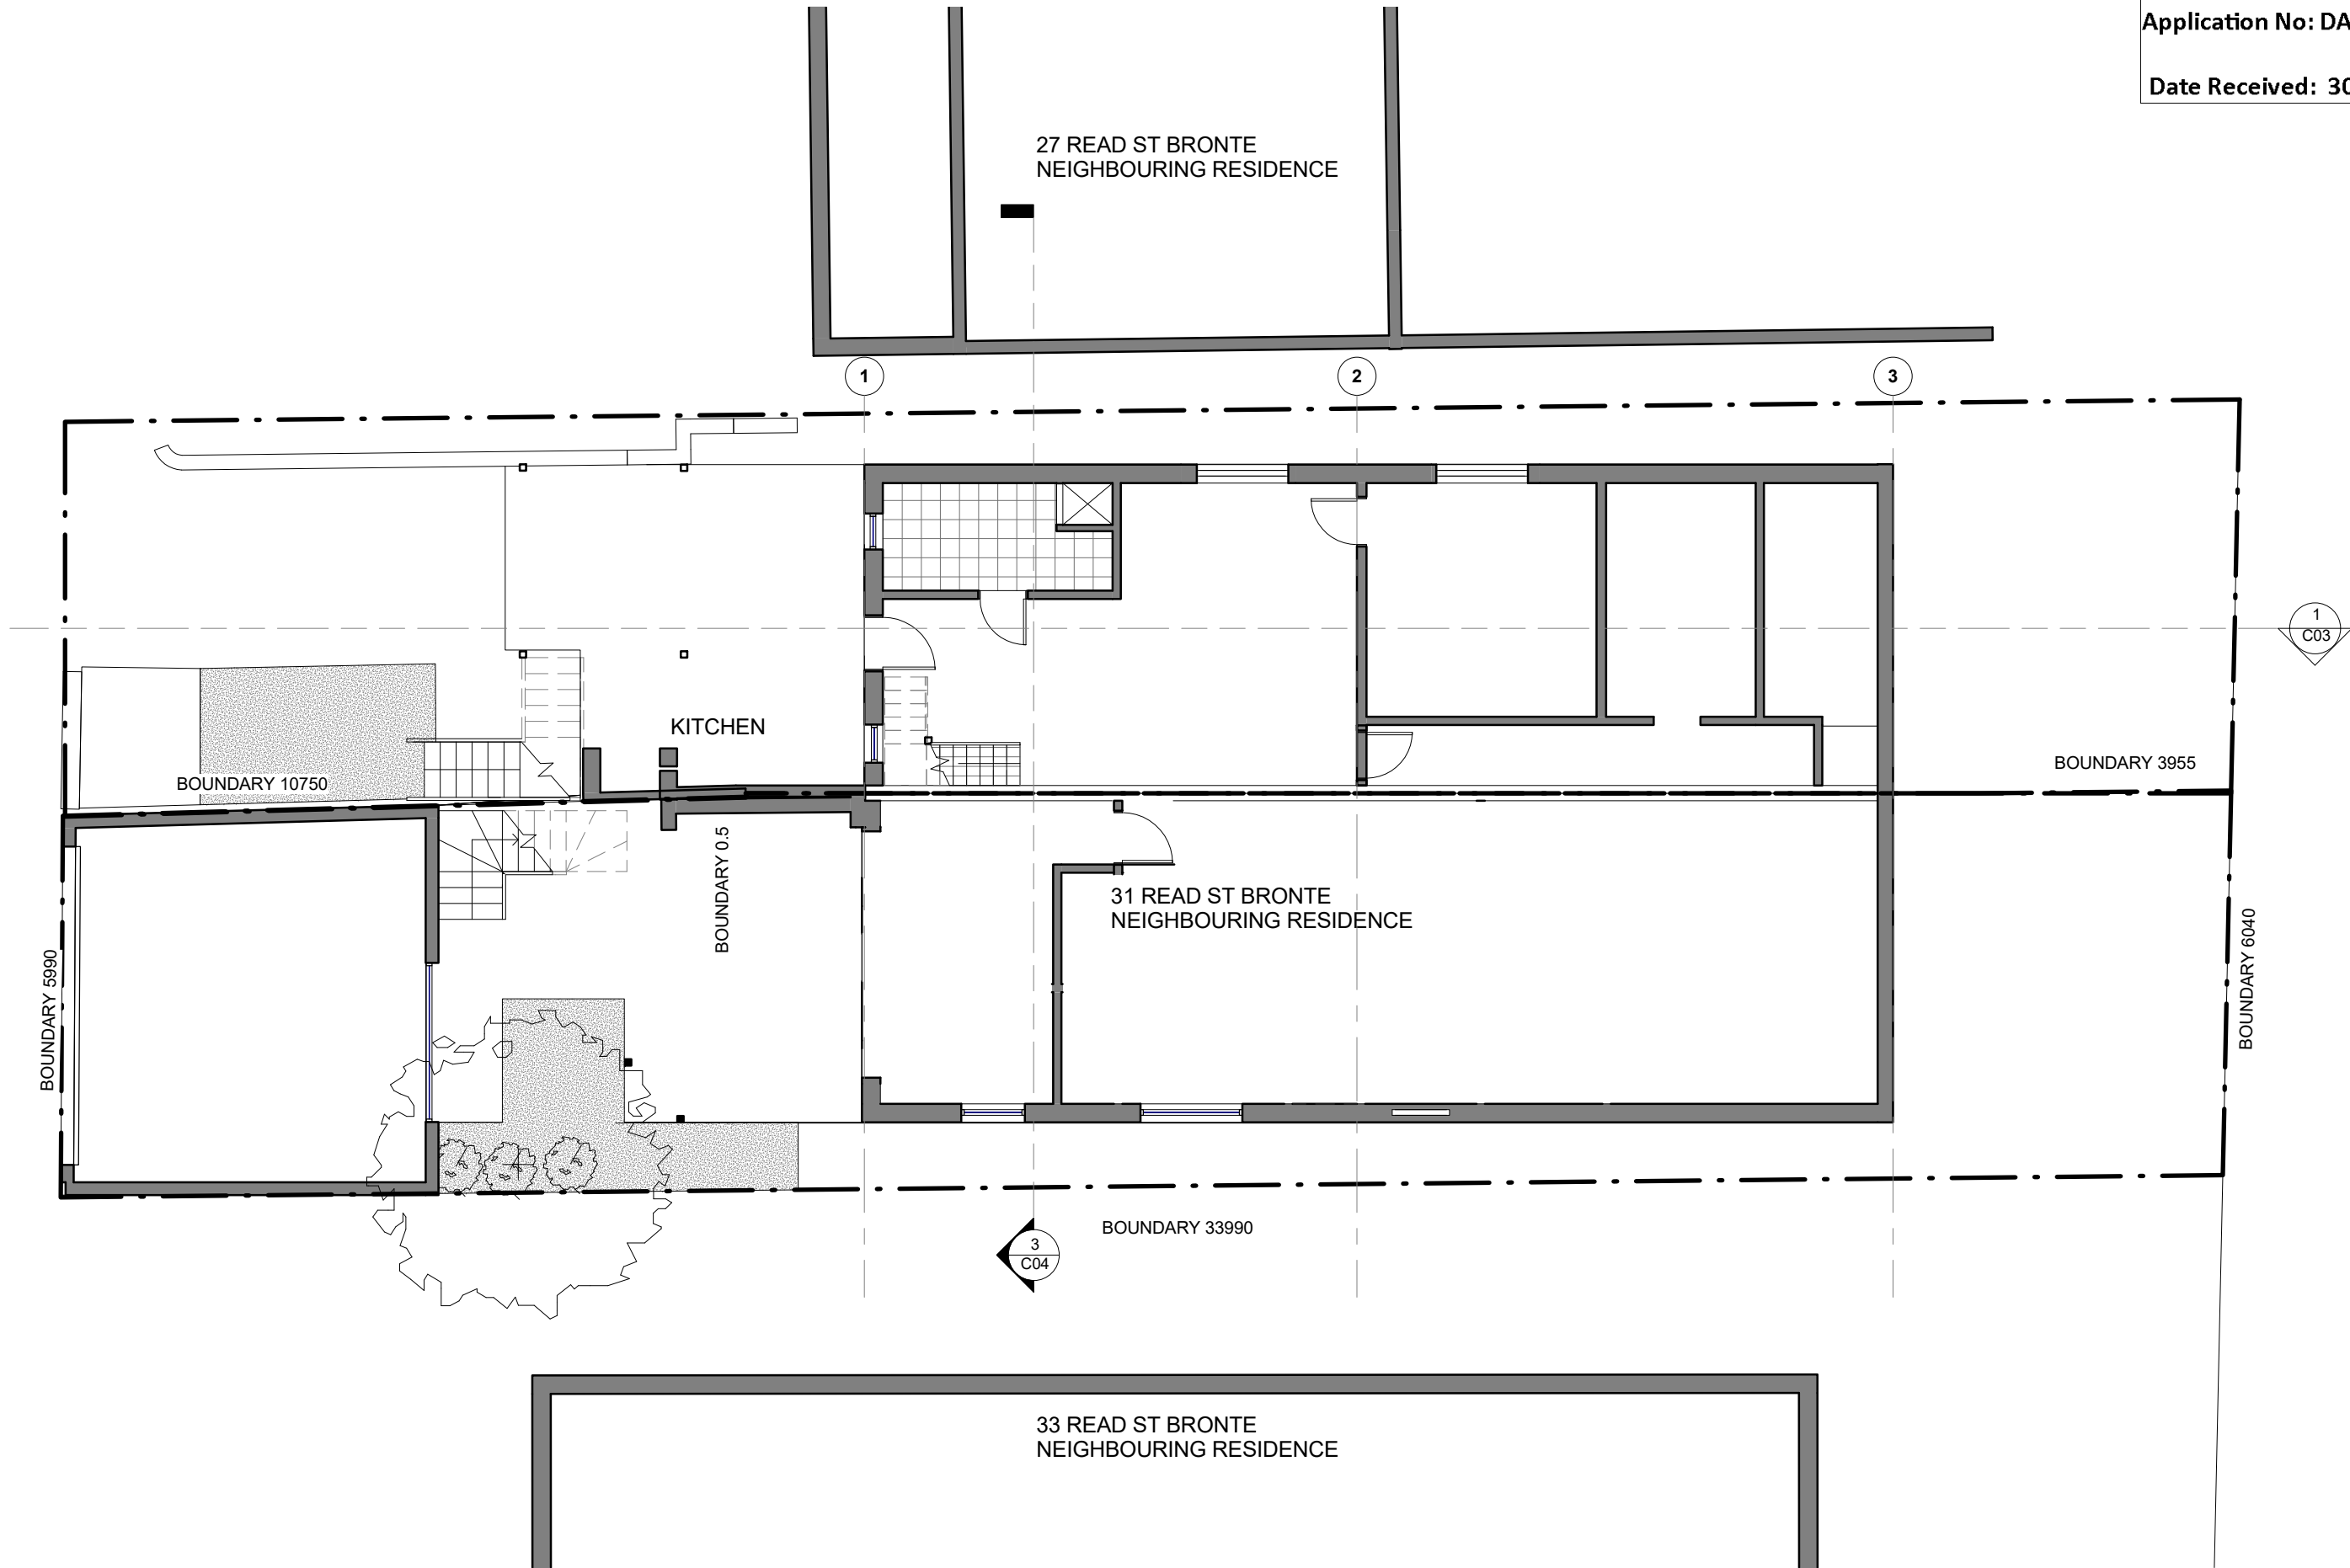 Application No: DA
Date Received: 30
27 READ ST BRONTE
NEIGHBOURING RESIDENCE
1
2
3
1
C03
KITCHEN
BOUNDARY 10750
BOUNDARY 3955
BOUNDARY 0.5
31 READ ST BRONTE
NEIGHBOURING RESIDENCE
BOUNDARY 5990
BOUNDARY 6040
BOUNDARY 33990
3
C04
33 READ ST BRONTE
NEIGHBOURING RESIDENCE